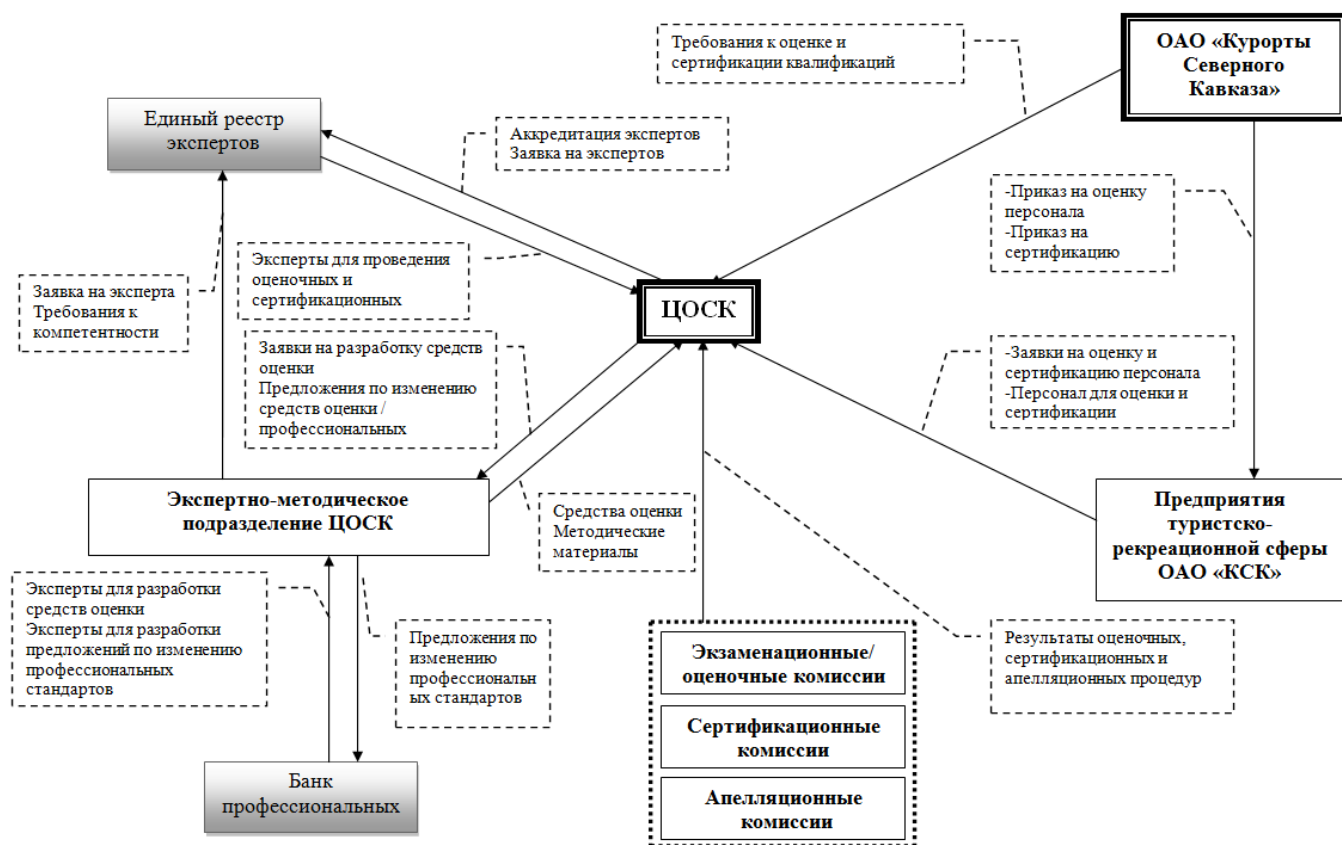 Требования к оценке и
сертификации квалификаций
ОАО «Курорты
Северного
Кавказа»
Единый реестр
экспертов
Аккредитация экспертов
Заявка на экспертов
-Приказ на оценку
персонала
-Приказ на
сертификацию
Эксперты для проведения
оценочных и
сертификационных
Заявка на эксперта
Требования к
компетентности
ЦОСК
Заявки на разработку средств
оценки
Предложения по изменению
средств оценки /
профессиональных
-Заявки на оценку и
сертификацию персонала
-Персонал для оценки и
сертификации
Экспертно-методическое
подразделение ЦОСК
Средства оценки
Методические
материалы
Предприятия
туристско-
рекреационной сферы
ОАО «КСК»
Эксперты для разработки
средств оценки
Эксперты для разработки
предложений по изменению
профессиональных
стандартов
Предложения по
изменению
профессиональн
ых стандартов
Экзаменационные/
оценочные комиссии
Сертификационные
комиссии
Апелляционные
комиссии
Результаты оценочных,
сертификационных и
апелляционных процедур
Банк
профессиональных